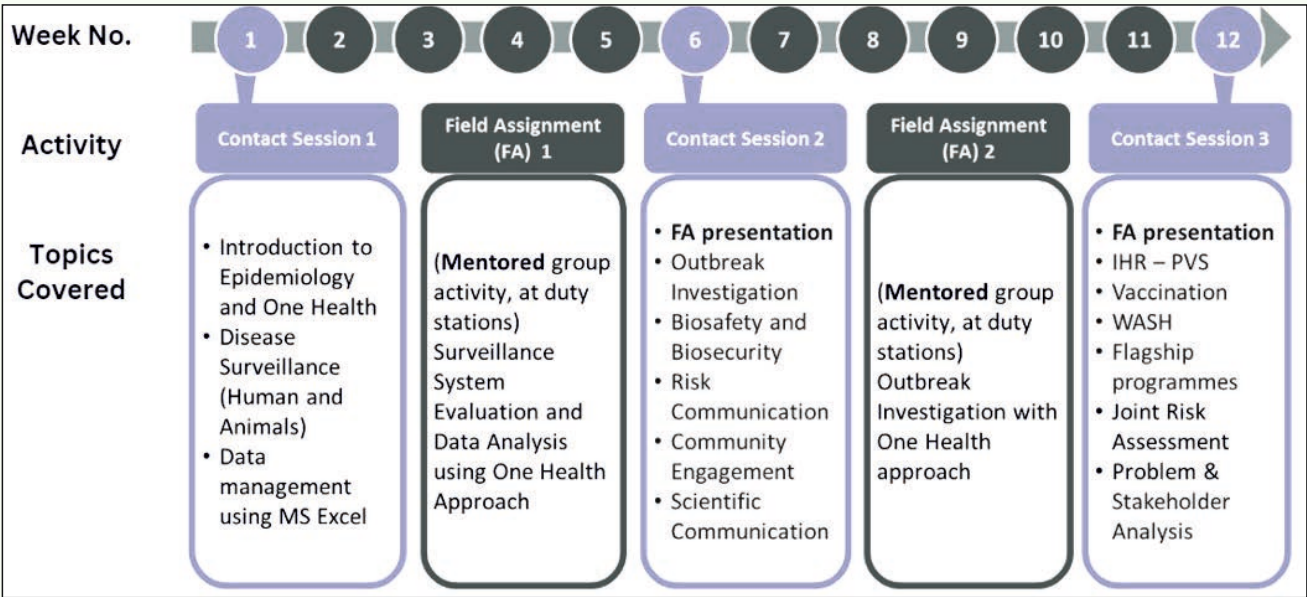 Week No.
1 2 3 4 5 6 7 8 9 10 11 12
Activity
Contact Session 1
Field Assignment
(FA) 1
Contact Session 2
Field Assignment
(FA) 2
Contact Session 3
Topics
Covered
• Introduction to
Epidemiology
and One Health
• Disease
Surveillance
(Human and
Animals)
• Data
management
using MS Excel
(Mentored group
activity, at duty
stations)
Surveillance
System
Evaluation and
Data Analysis
using One Health
Approach
• FA presentation
• Outbreak
Investigation
• Biosafety and
Biosecurity
• Risk
Communication
• Community
Engagement
• Scientific
Communication
(Mentored group
activity, at duty
stations)
Outbreak
Investigation with
One Health
approach
• FA presentation
• IHR – PVS
• Vaccination
• WASH
• Flagship
programmes
• Joint Risk
Assessment
• Problem &
Stakeholder
Analysis